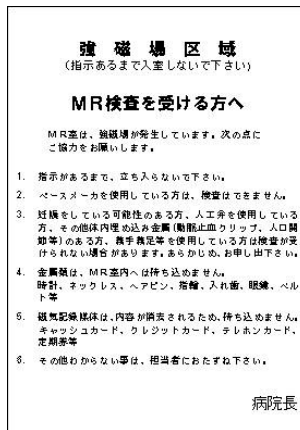 強磁場区域
(指示あるまで入室しないで下さい)
MR検査を受ける方へ
MR室は、強磁場が発生しています。次の点に
ご協力をお願いします。
1. 指示があるまで、立ち入らないで下さい。
2. ペースメーカを使用している方は、検査はできません。
3. 妊娠をしている可能性のある方、人工弁を使用している
方、その他体内埋め込み金属(動脈止血クリップ、人口関
節等)のある方、義手義足等を使用している方は検査が受
けられない場合があります。あらかじめ、お申し出下さい。
4. 金属類は、MR室内へは持ち込めません。
時計、ネックレス、ヘアピン、指輪、入れ歯、眼鏡、ベル
ト等
5. 磁気記録媒体は、内容が消去されるため、持ち込めません。
キャッシュカード、クレジットカード、テレホンカード、
定期券等
6. その他わからない事は、担当者におたずね下さい。
病院長